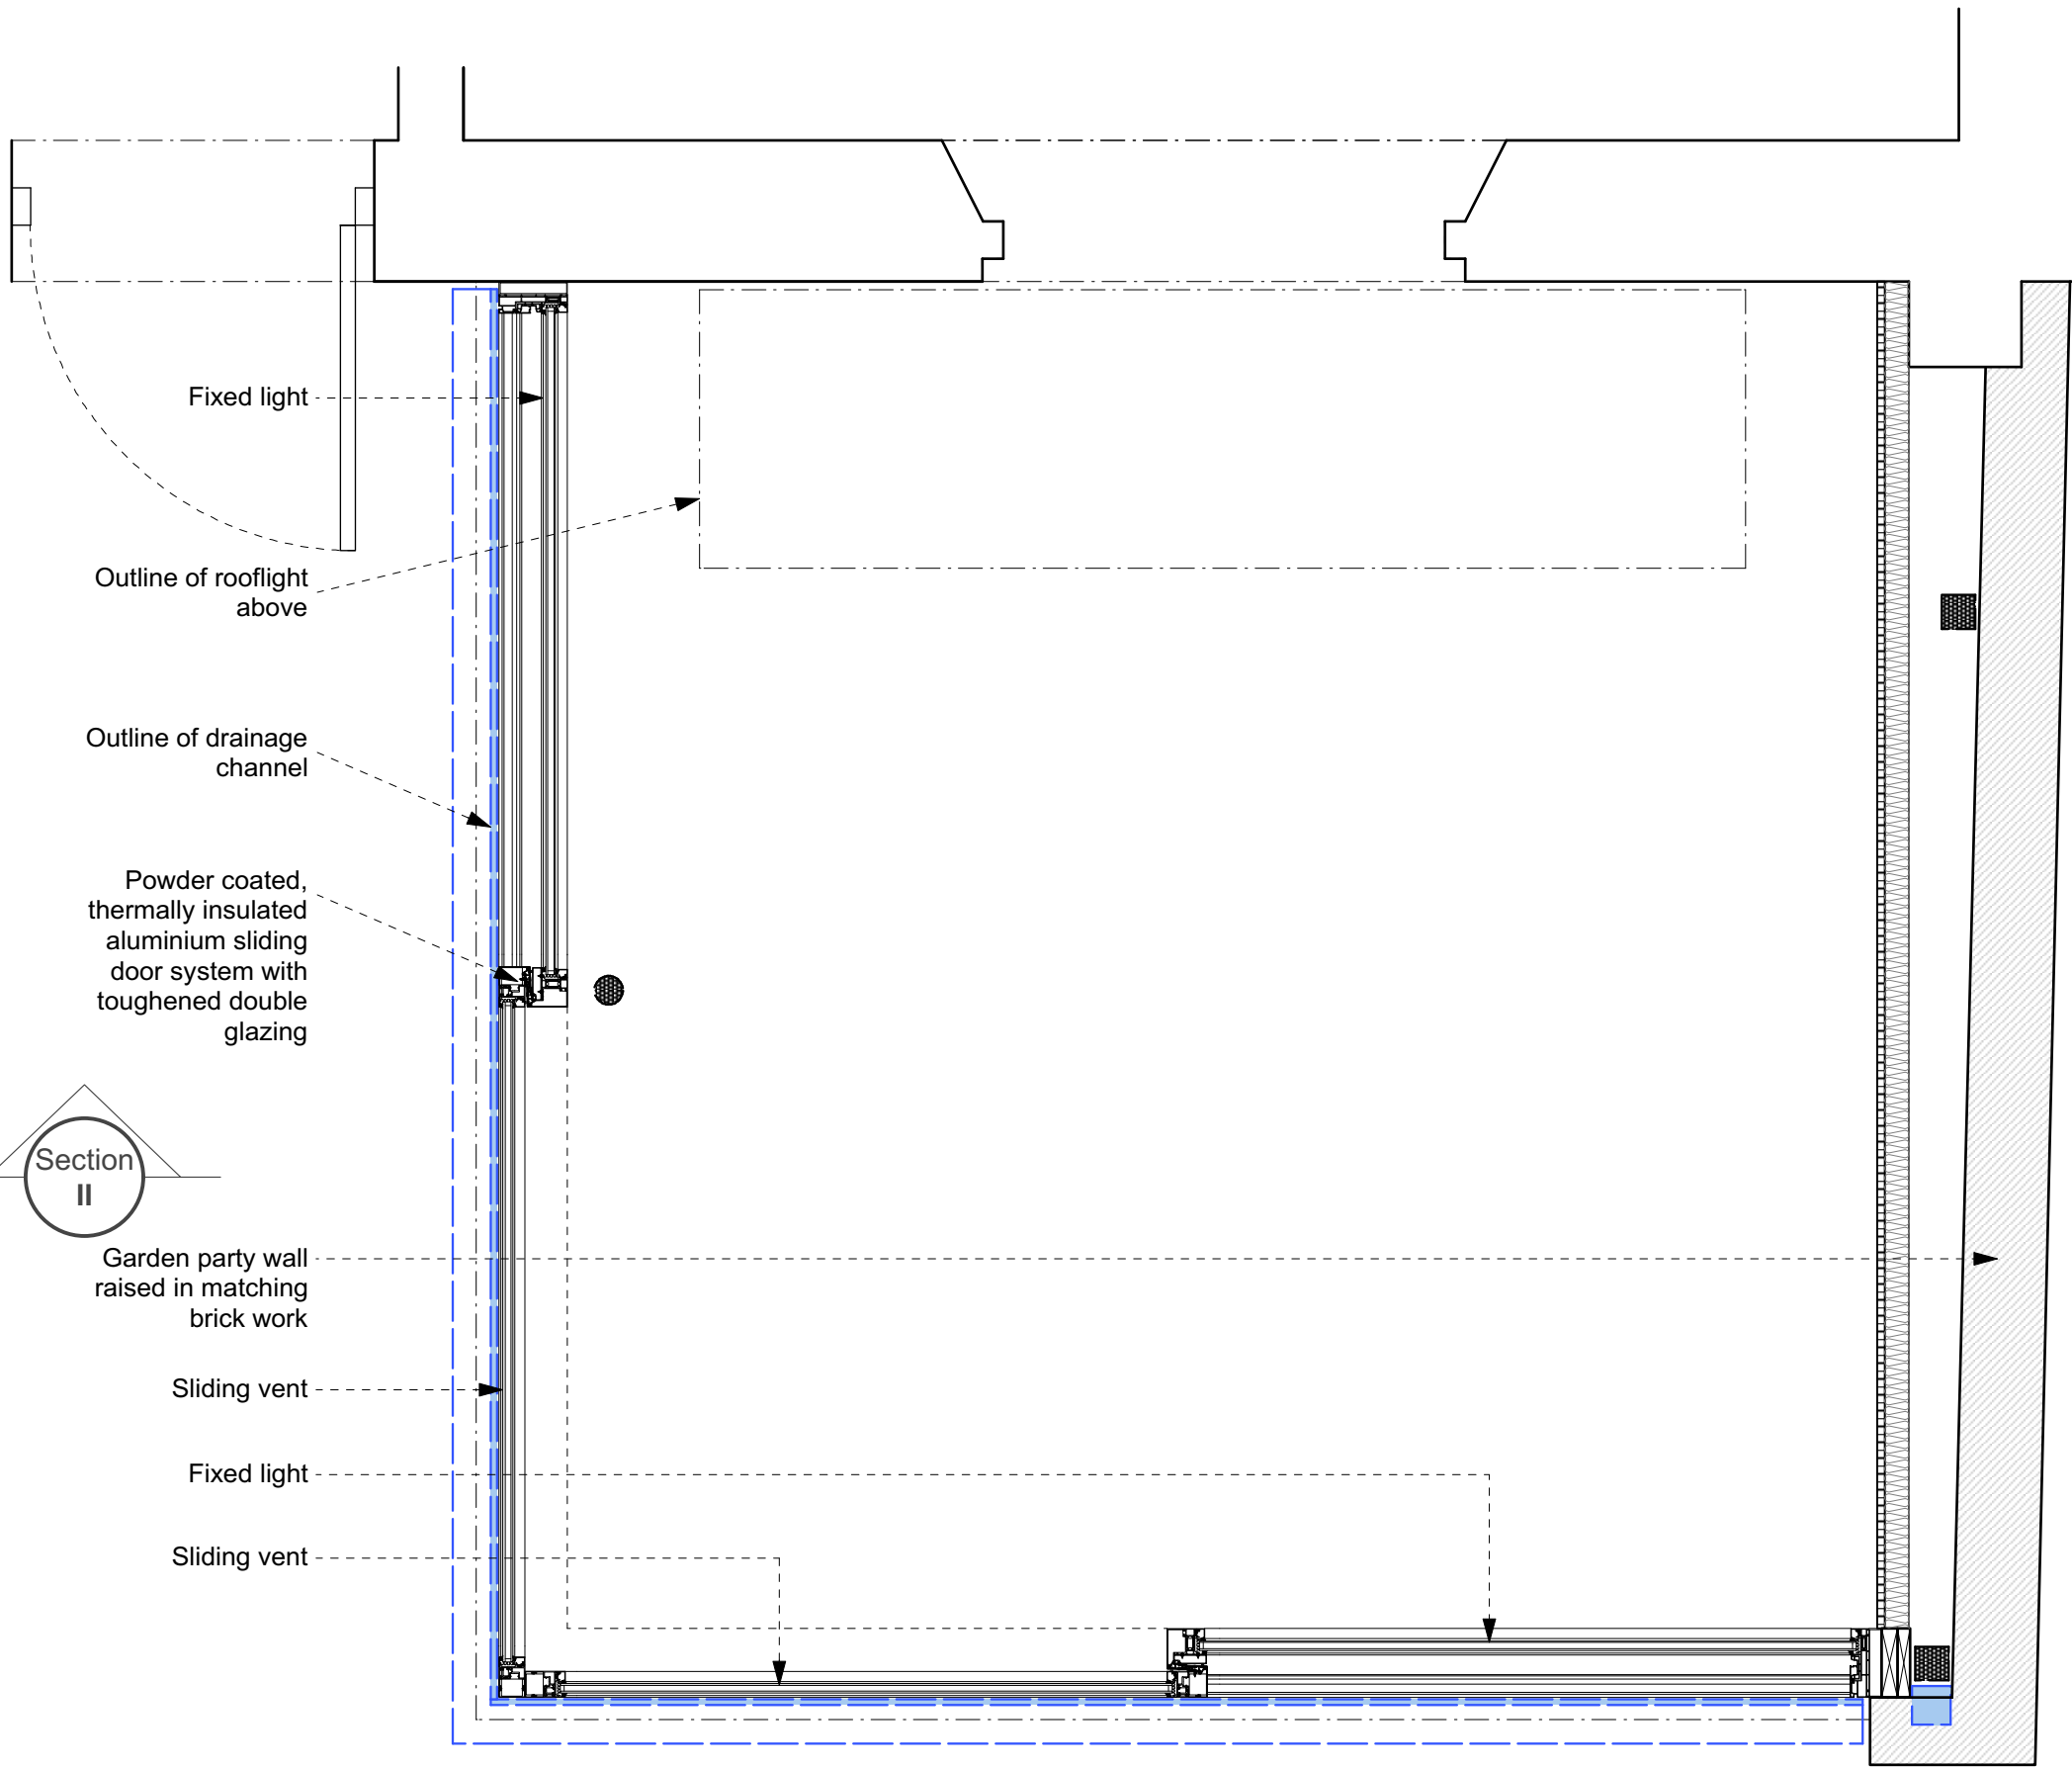 Fixed light
Outline of rooflight
above
Outline of drainage
channel
Powder coated,
thermally insulated
aluminium sliding
door system with
toughened double
glazing
Section
II
Garden party wall
raised in matching
brick work
Sliding vent
Fixed light
Sliding vent